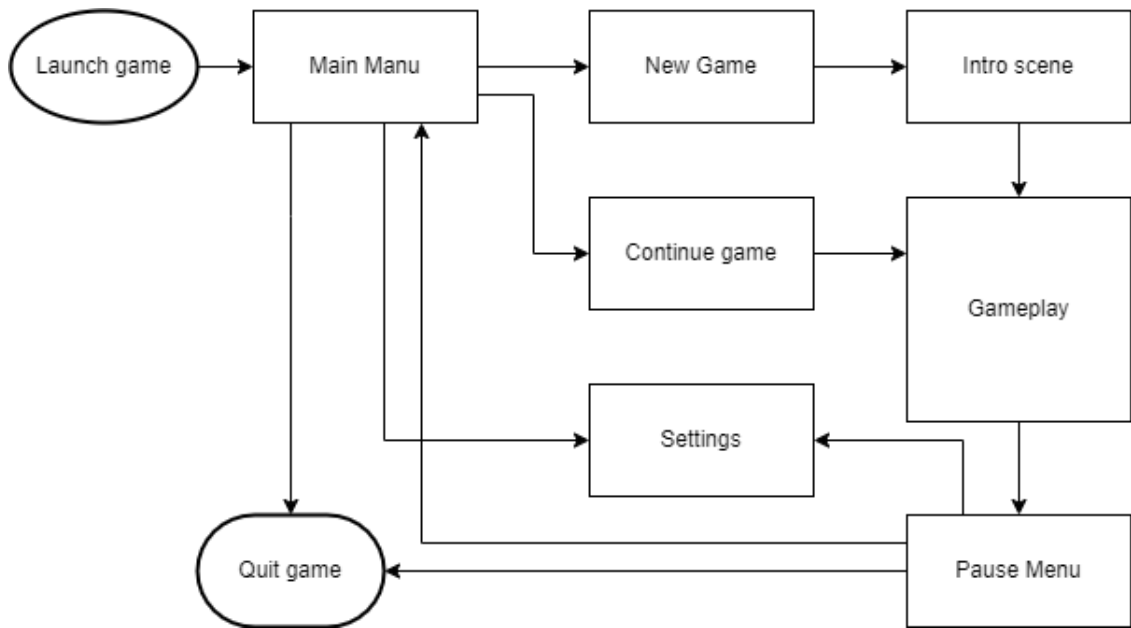 Launch game
Main Manu
New Game
Intro scene
Continue game
Gameplay
Settings
Quit game
Pause Menu